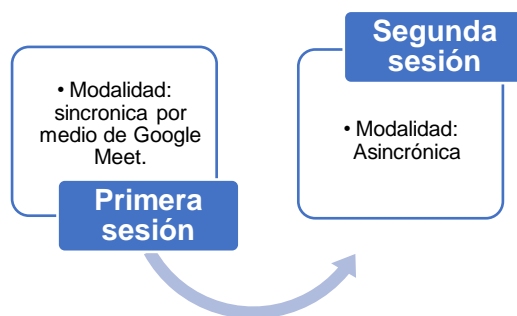 • Modalidad:
sincronica por
medio de Google
Meet.
Primera
sesión
Segunda
sesión
• Modalidad:
Asincrónica